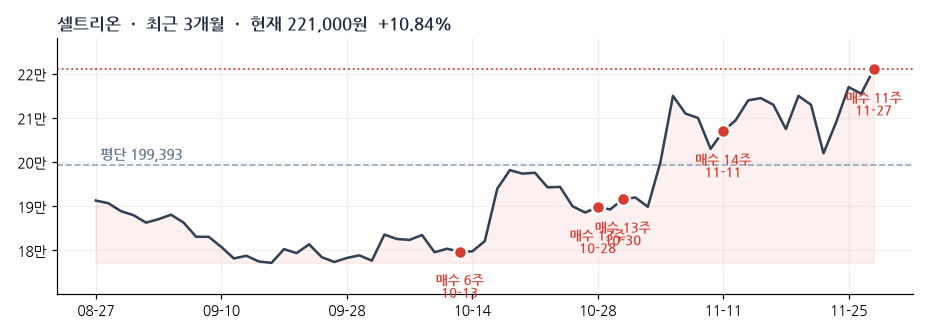 셀트리온 · 최근 3개월 · 현재 221,000원 +10.84%
22만
21만
20만
19만
18만
평단 199,393
매수 6주
10-13
매수
10-28
매수 13주
10-30
매수 14주
11-11
매수 11주
11-27
08-27
09-10
09-28
10-14
10-28
11-11
11-25